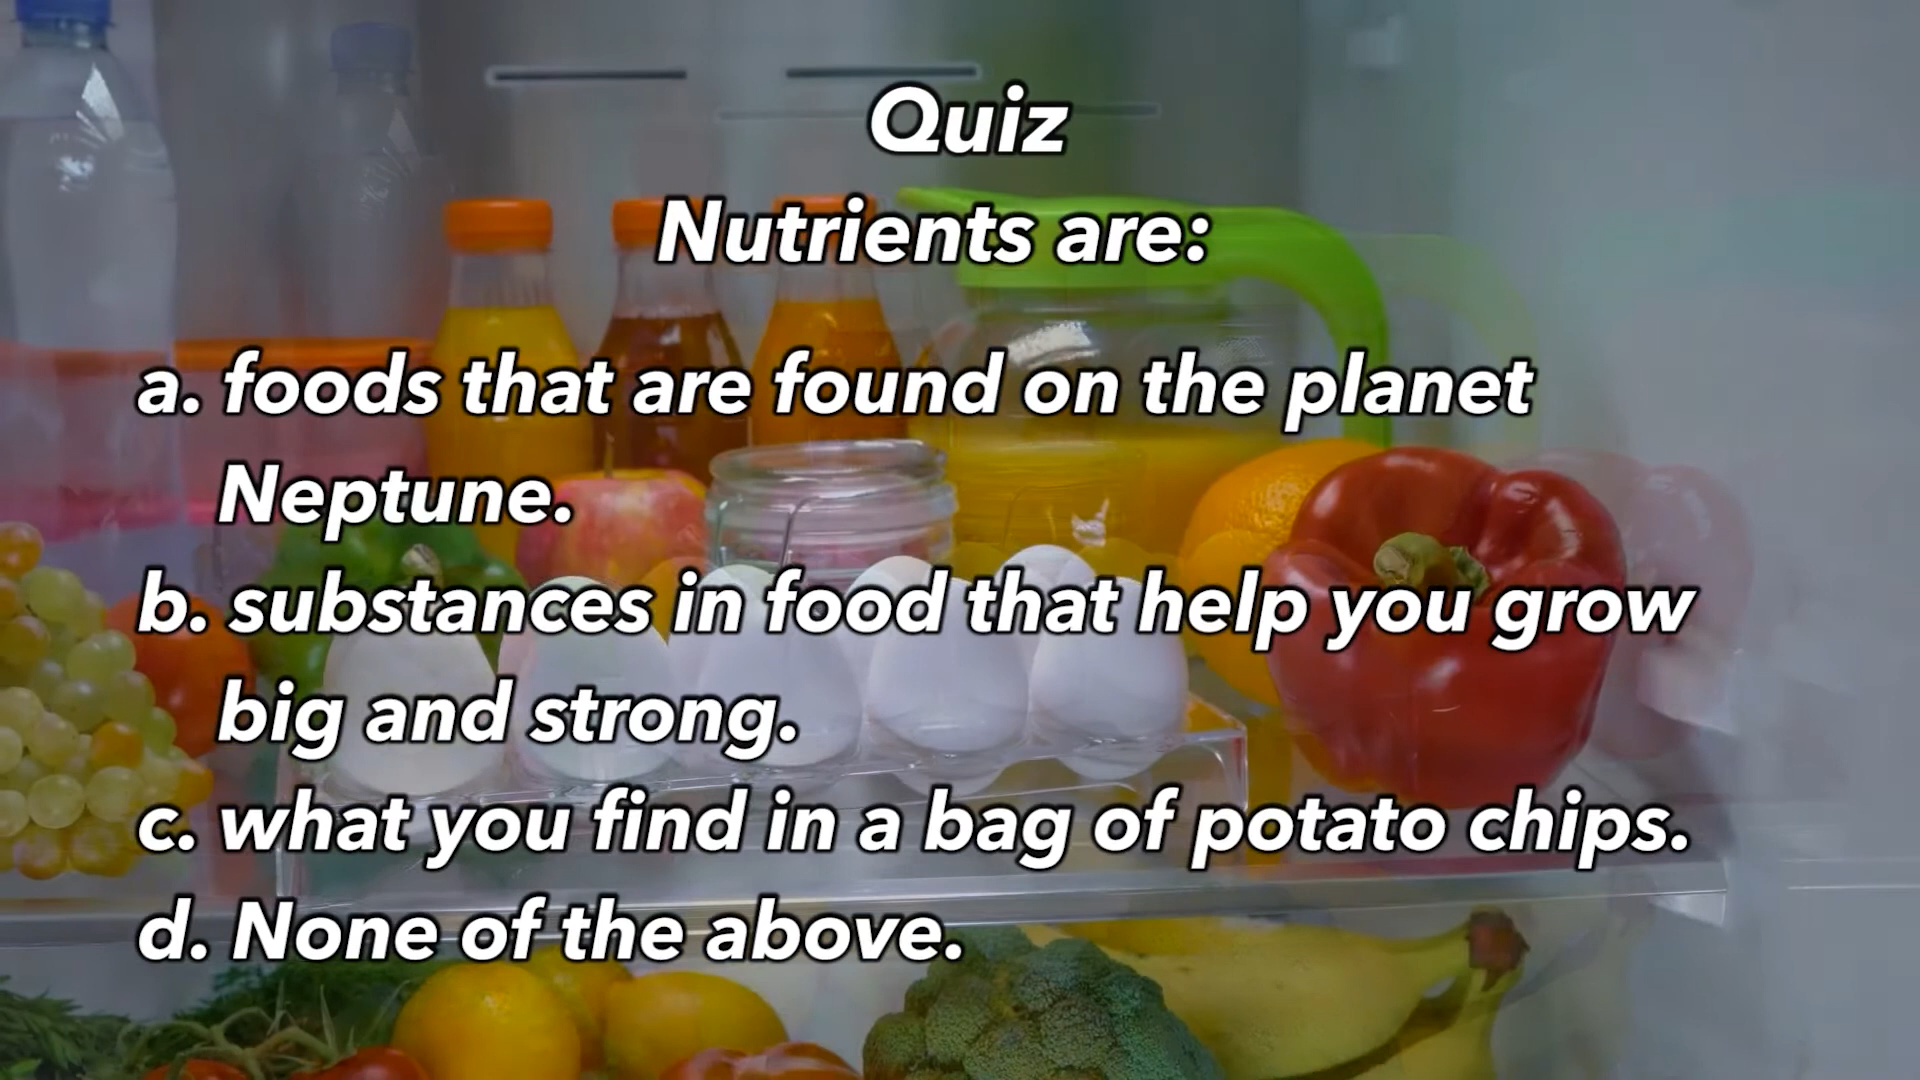 Quiz
Nutrients are:
a. foods that are found on the planet
Neptune.
b. substances in food that help you grow
big and strong.
c. what you find in a bag of potato chips.
d. None of the above.